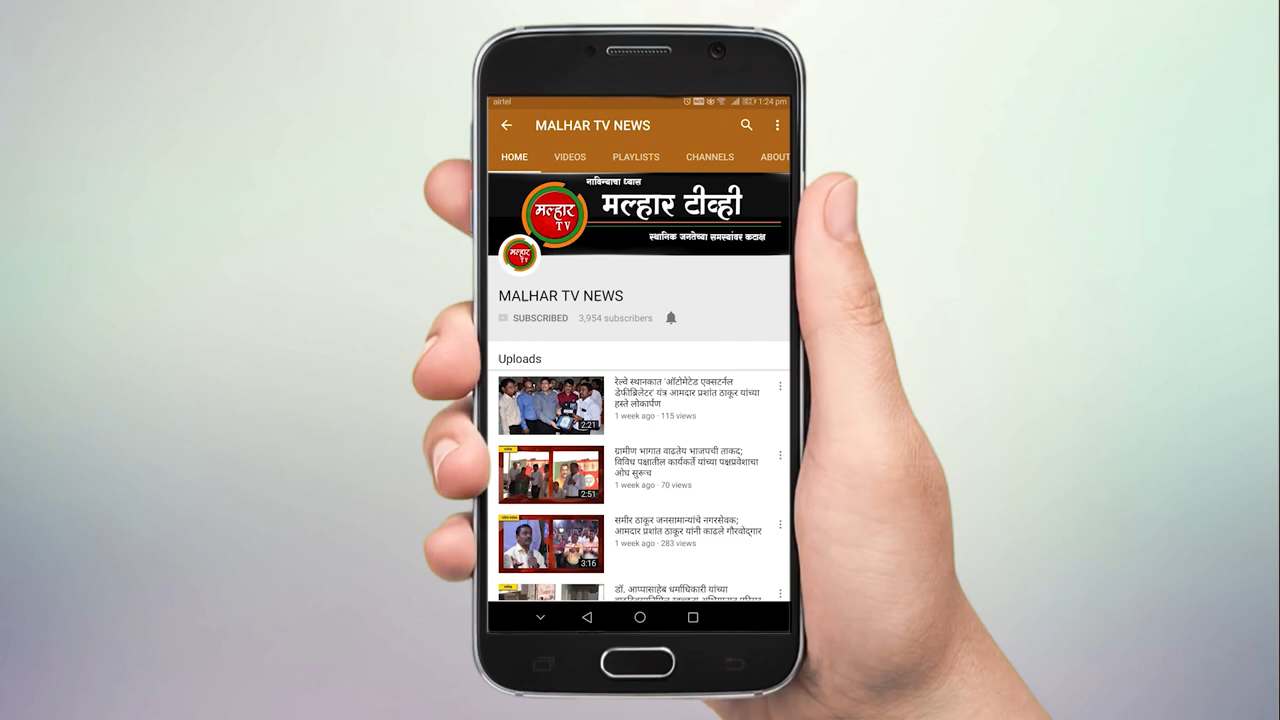 airtel
1:24 pm
MALHAR TV NEWS
HOME VIDEOS PLAYLISTS CHANNELS ABOUT
नाविन्याचा ध्यास
मल्हार टीव्ही
मल्हार
TV
स्थानिक जनतेच्या समस्यांवर कटाक्ष
मल्हार
TV
MALHAR TV NEWS
SUBSCRIBED 3,954 subscribers
Uploads
रेल्वे स्थानकात 'ऑटोमेटेड एक्सटर्नल
डेफीब्रिलेटर' यंत्र आमदार प्रशांत ठाकूर यांच्या
हस्ते लोकार्पण
1 week ago · 115 views
2:21
ग्रामीण भागात वाढतेय भाजपची ताकद;
विविध पक्षातील कार्यकर्ते यांच्या पक्षप्रवेशाचा
ओघ सुरूच
1 week ago · 70 views
2:51
समीर ठाकूर जनसामान्यांचे नगरसेवक;
आमदार प्रशांत ठाकूर यांनी काढले गौरवोद्गार
1 week ago · 283 views
3:16
डॉ. आप्पासाहेब धर्माधिकारी यांच्या